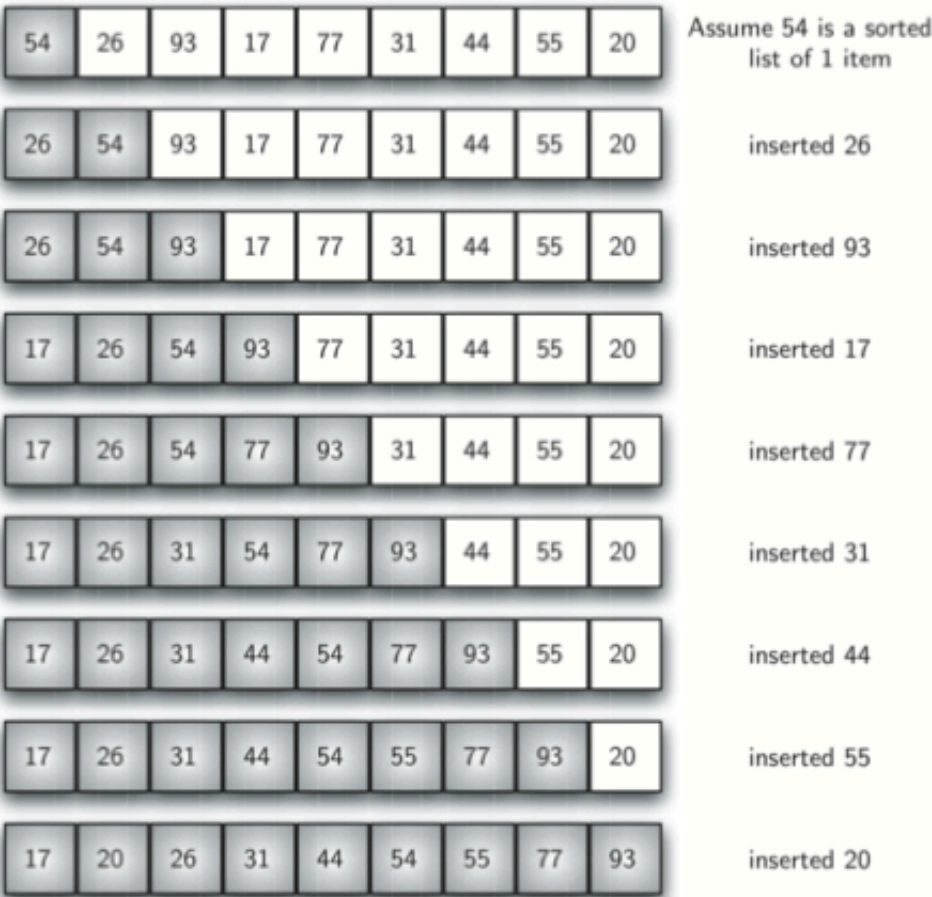 54 26 93 17 77 31 44 55 20 Assume 54 is a sorted
list of 1 item
26 54 93 17 77 31 44 55 20 inserted 26
26 54 93 17 77 31 44 55 20 inserted 93
17 26 54 93 77 31 44 55 20 inserted 17
17 26 54 77 93 31 44 55 20 inserted 77
17 26 31 54 77 93 44 55 20 inserted 31
17 26 31 44 54 77 93 55 20 inserted 44
17 26 31 44 54 55 77 93 20 inserted 55
17 20 26 31 44 54 55 77 93 inserted 20